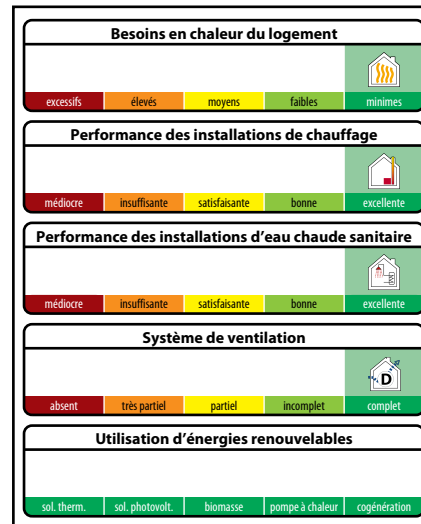 Besoins en chaleur du logement
excessifs élevés moyens faibles minimes
Performance des installations de chauffage
médiocre insuffisante satisfaisante bonne excellente
Performance des installations d'eau chaude sanitaire
médiocre insuffisante satisfaisante bonne excellente
Système de ventilation
D
absent très partiel partiel incomplet complet
Utilisation d'énergies renouvelables
sol. therm. sol. photovolt. biomasse pompe à chaleur cogénération